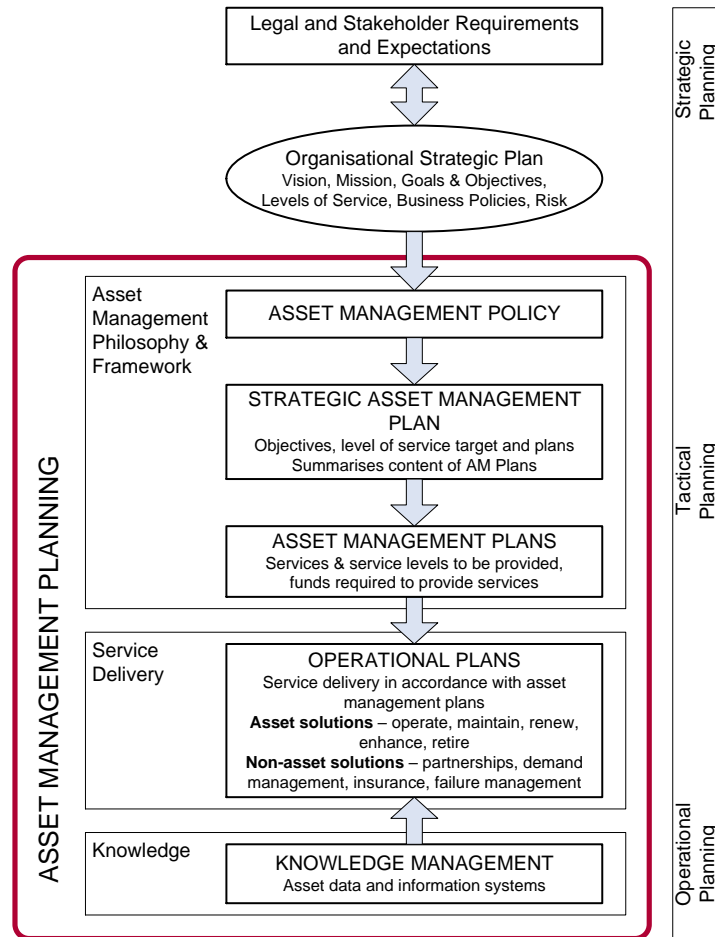 Legal and Stakeholder Requirements
and Expectations
Organisational Strategic Plan
Vision, Mission, Goals & Objectives,
Levels of Service, Business Policies, Risk
Asset
Management
Philosophy &
Framework
ASSET MANAGEMENT POLICY
STRATEGIC ASSET MANAGEMENT
PLAN
Objectives, level of service target and plans
Summarises content of AM Plans
ASSET MANAGEMENT PLANS
Services & service levels to be provided,
funds required to provide services
Service
Delivery
OPERATIONAL PLANS
Service delivery in accordance with asset
management plans
Asset solutions – operate, maintain, renew,
enhance, retire
Non-asset solutions – partnerships, demand
management, insurance, failure management
Knowledge
KNOWLEDGE MANAGEMENT
Asset data and information systems
ASSET MANAGEMENT PLANNING
Strategic
Planning
Tactical
Planning
Operational
Planning